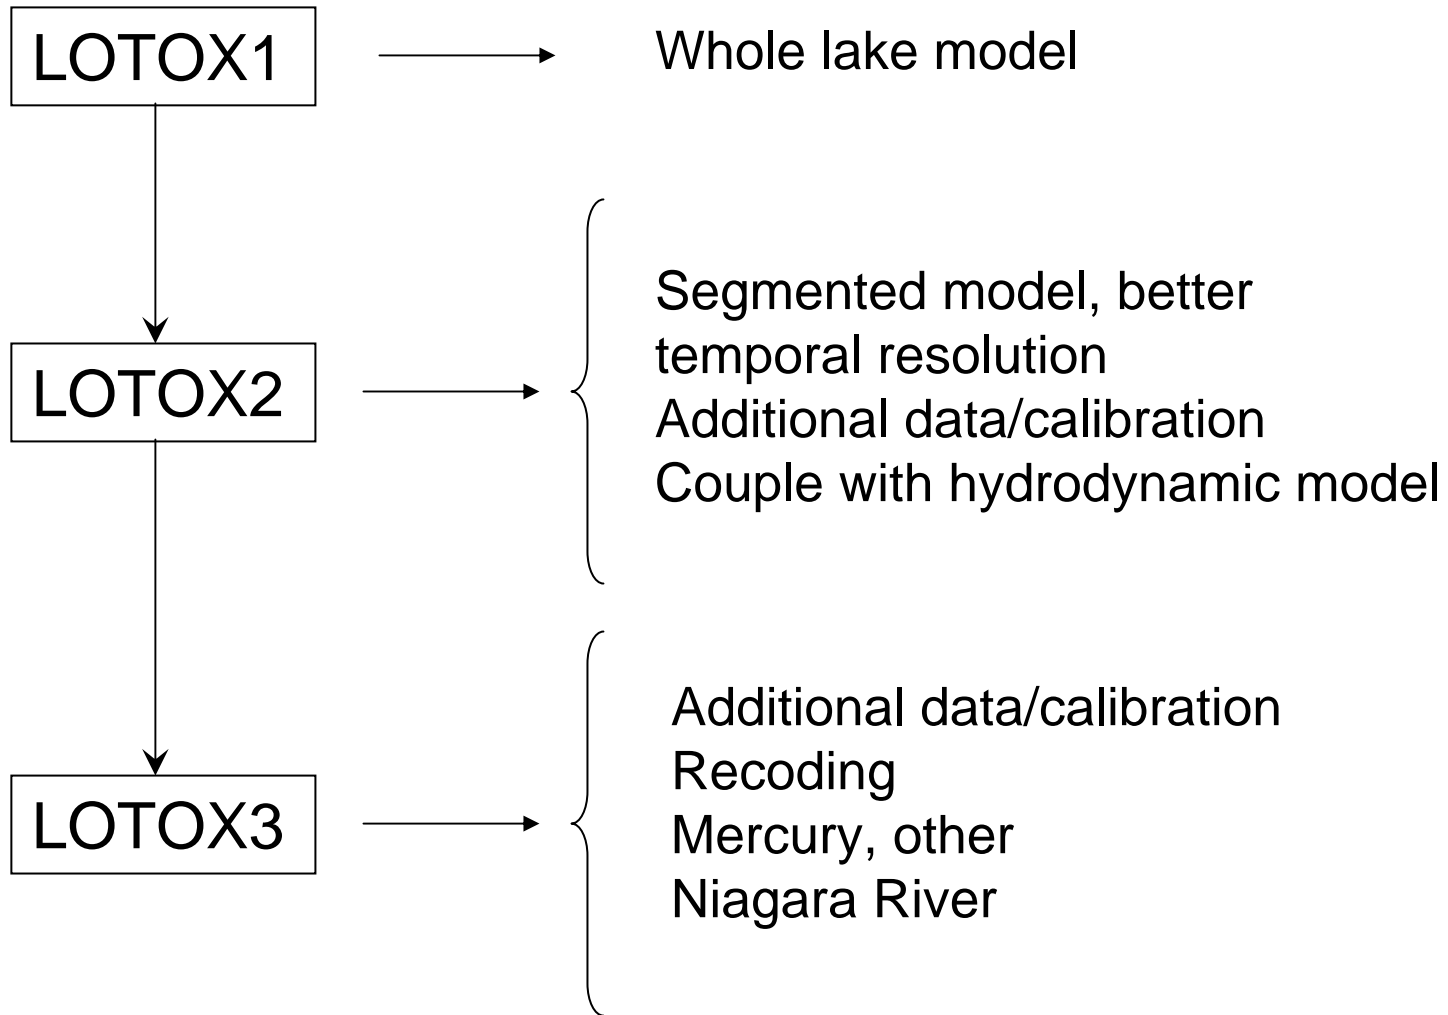 LOTOX1
Whole lake model
LOTOX2
Segmented model, better
temporal resolution
Additional data/calibration
Couple with hydrodynamic model
LOTOX3
Additional data/calibration
Recoding
Mercury, other
Niagara River